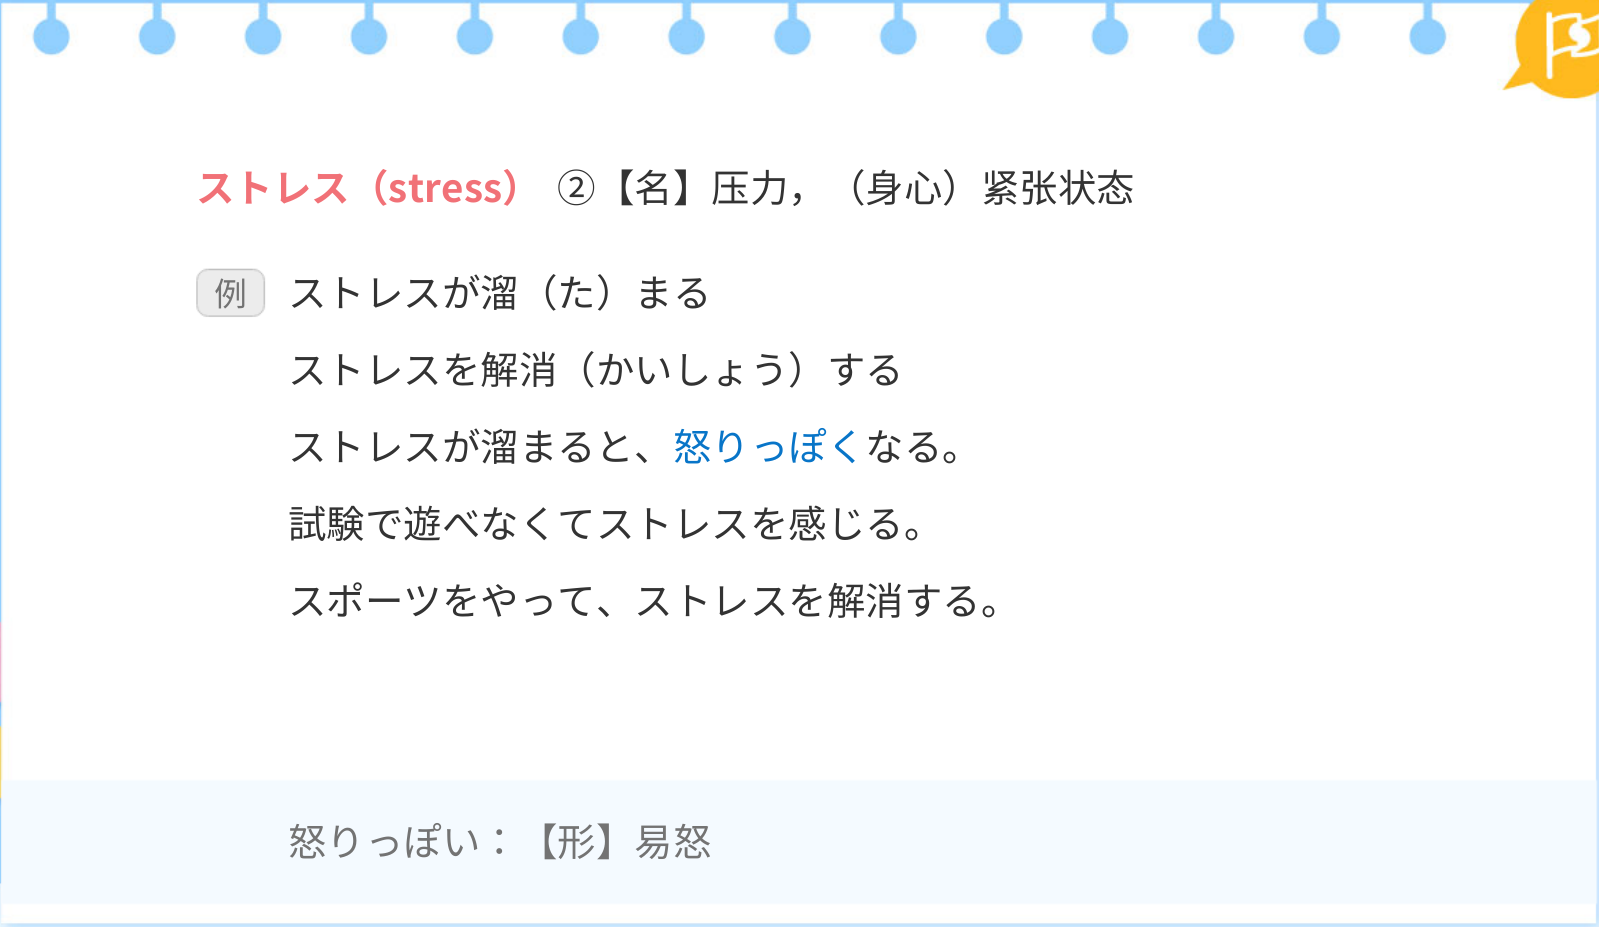 ストレス（stress） ②【名】压力，（身心）紧张状态
例 ストレスが溜（た）まる
ストレスを解消（かいしょう）する
ストレスが溜まると、怒りっぽくなる。
試験で遊べなくてストレスを感じる。
スポーツをやって、ストレスを解消する。
怒りっぽい：【形】易怒